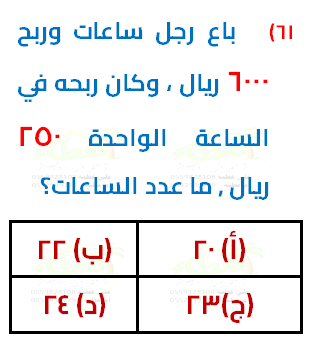 ٦١) باع رجل ساعات وربح
٦٠٠٠ ريال ، وكان ربحه في
الساعة الواحدة ٢٥٠
ريال , ما عدد الساعات؟
(أ) ٢٠ (ب) ٢٢
(ج) ٢٣ (د) ٢٤